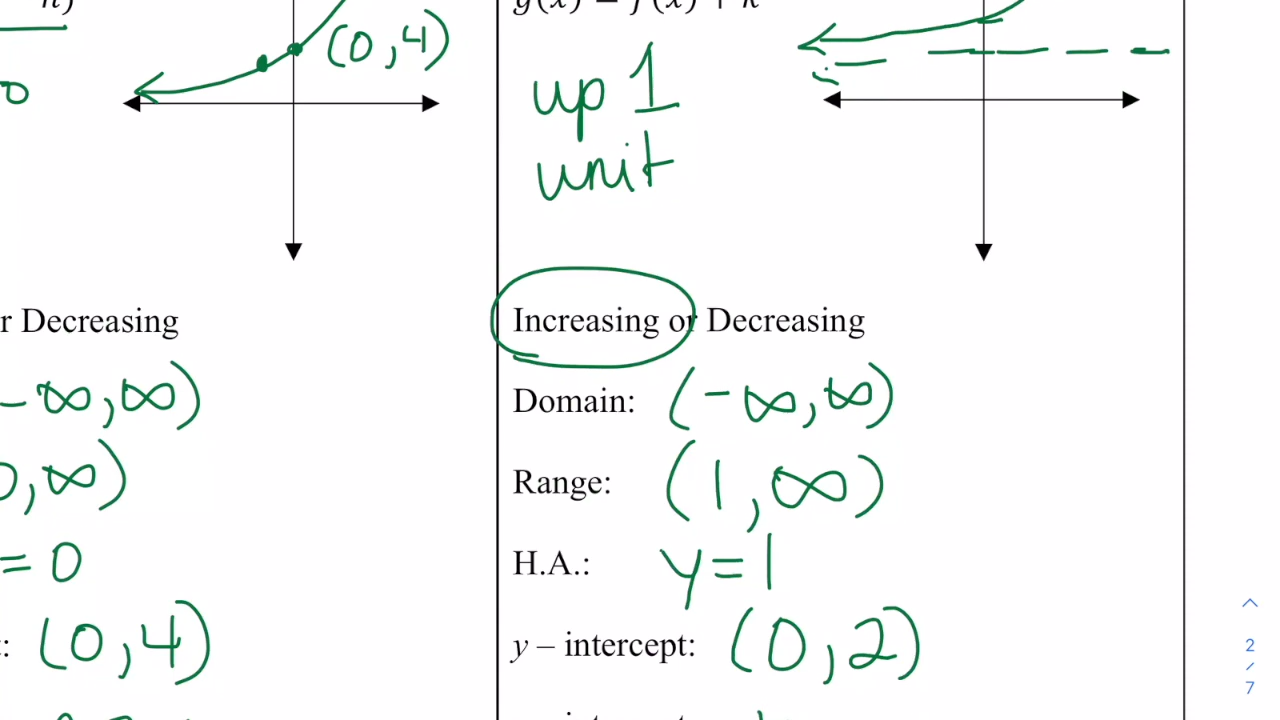 (0,4)
up 1
unit
r Decreasing
Increasing or Decreasing
-∞,∞)
Domain: (-∞,∞)
,∞)
Range: (1,∞)
= 0
H.A.: y=1
: (0,4)
y – intercept: (0,2)
2
/
7